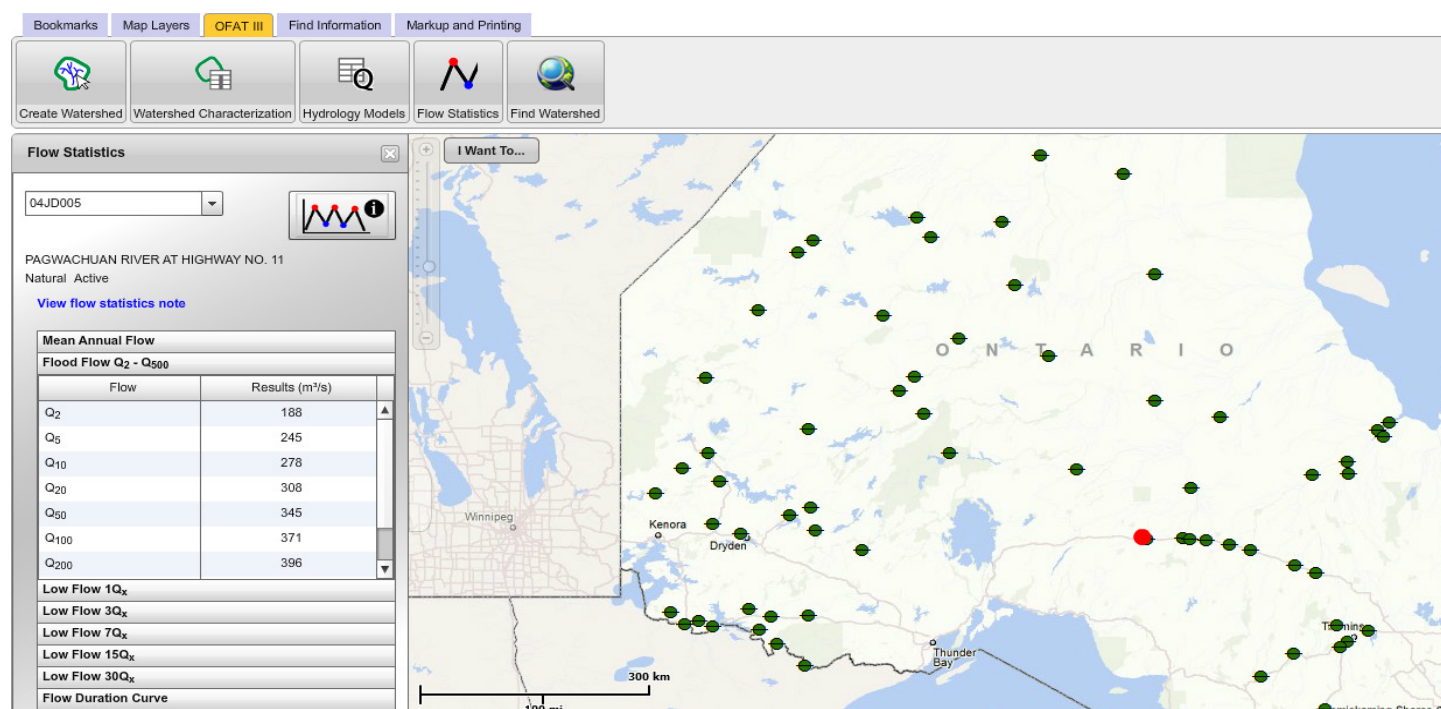 Bookmarks Map Layers OFAT III Find Information Markup and Printing
Create Watershed Watershed Characterization Hydrology Models Flow Statistics Find Watershed
Flow Statistics
I Want To...
04JD005
PAGWACHUAN RIVER AT HIGHWAY NO. 11
Natural Active
View flow statistics note
Mean Annual Flow
Flood Flow Q2 - Q500
Flow Results (m³/s)
Q2 188
Q5 245
Q10 278
Q20 308
Q50 345
Q100 371
Q200 396
Low Flow 1Qx
Low Flow 3Qx
Low Flow 7Qx
Low Flow 15Qx
Low Flow 30Qx
Flow Duration Curve
ONTARIO
Winnipeg
Kenora
Dryden
Thunder
Bay
300 km